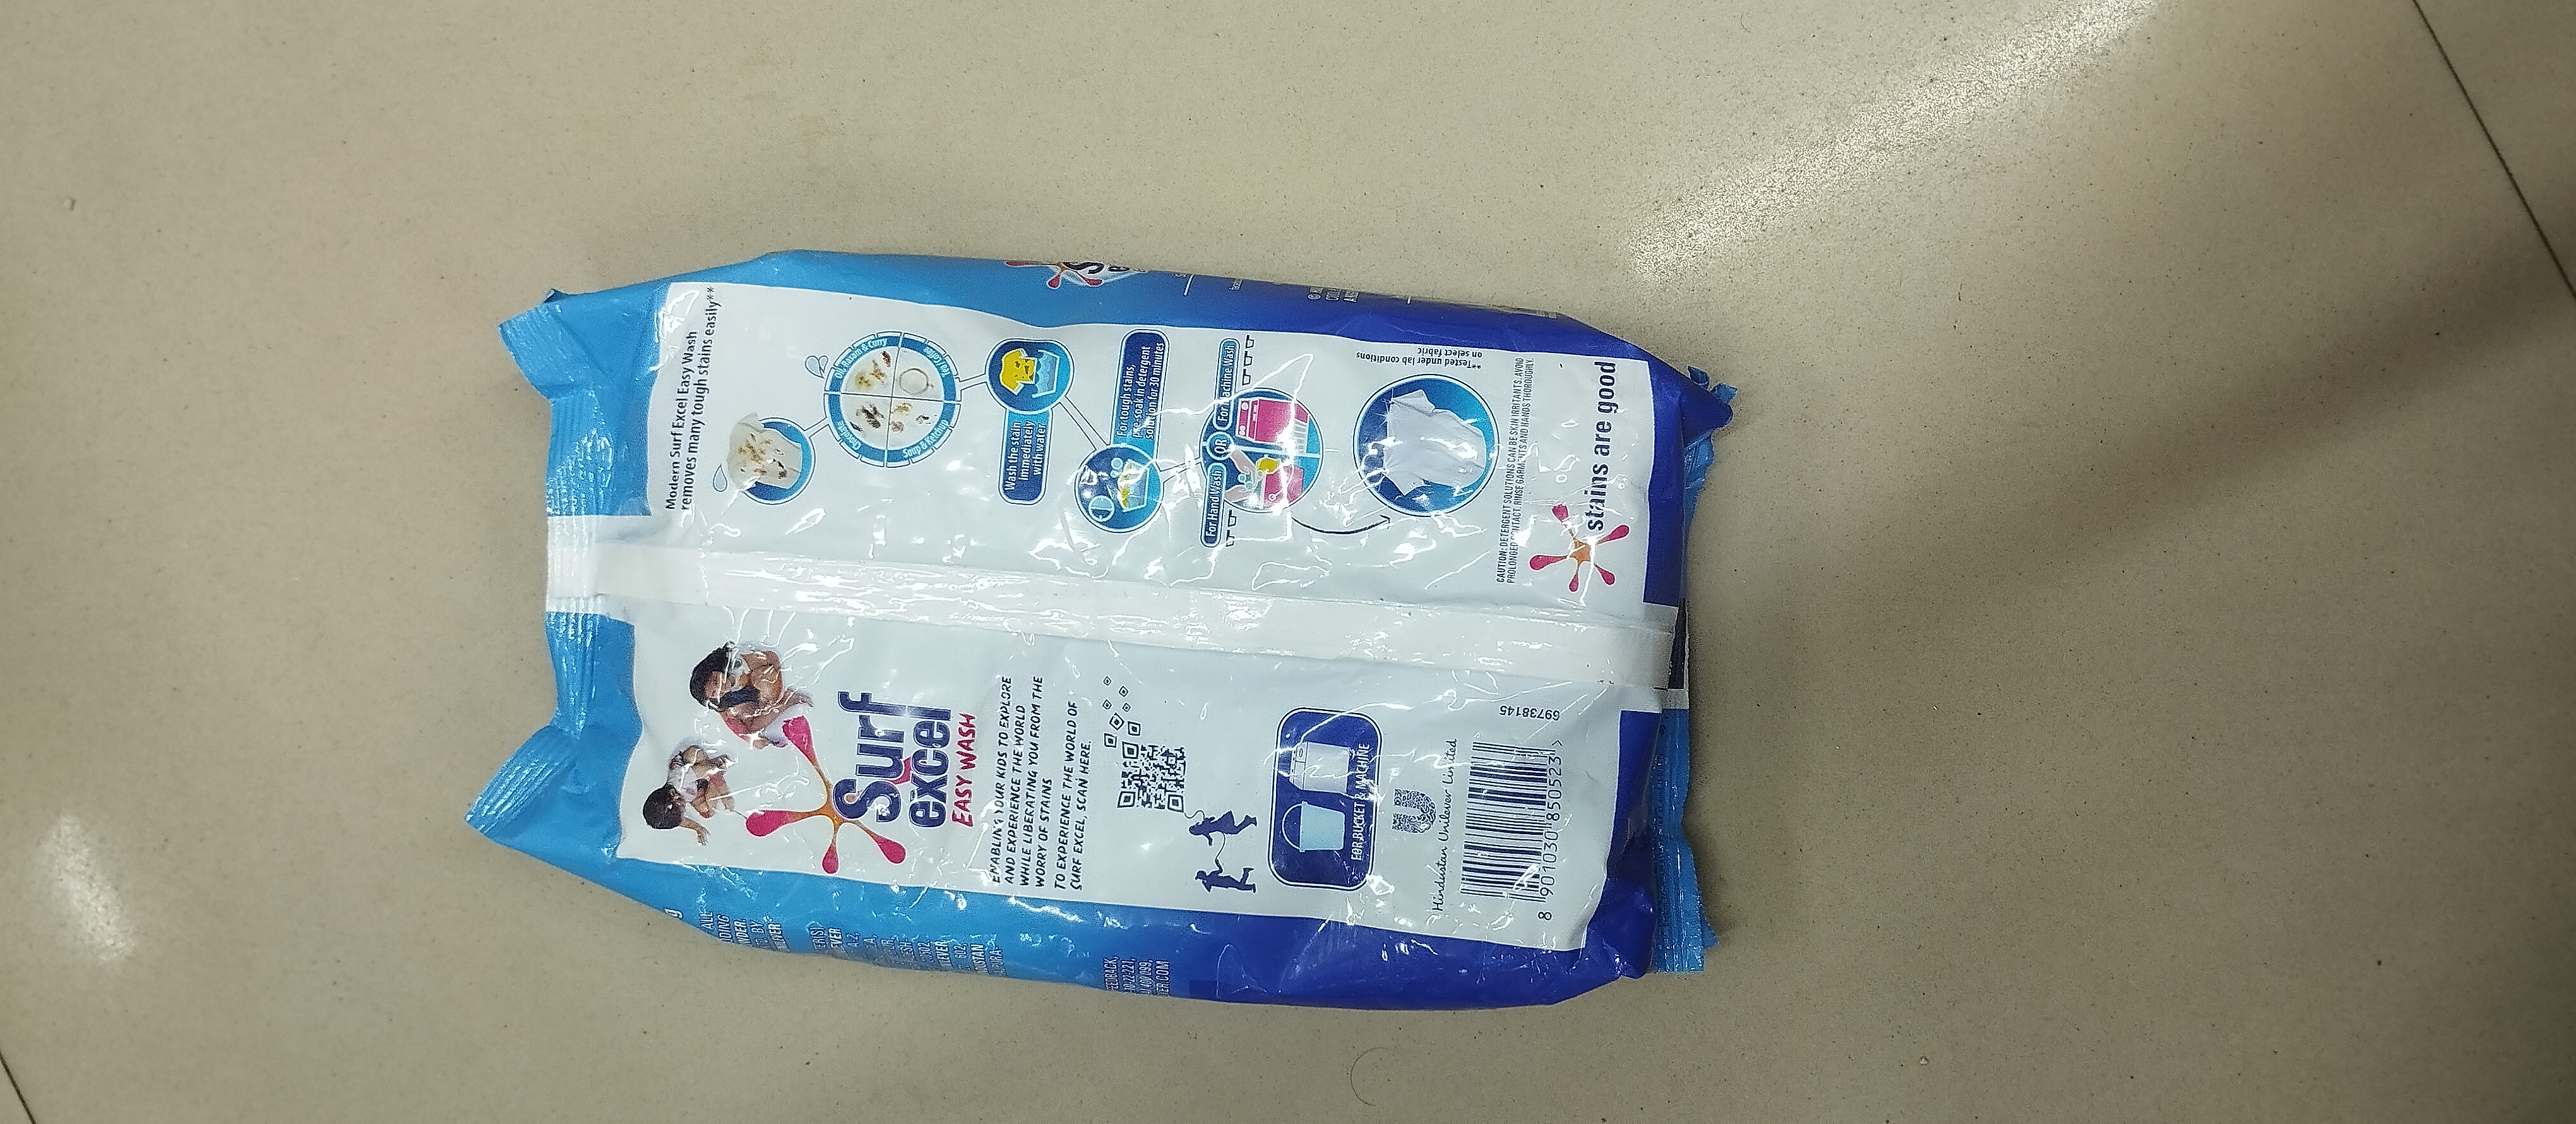 Modern Surf Excel Easy Wash
removes many tough stains easily**
Oil, Rasam & Curry
Tea/Coffee
Chocolate
Soup & Ketchup
Wash the stain
immediately
with water
For tough stains,
pre-soak in detergent
solution for 30 minutes
For Hand Wash
OR
For Machine Wash
**Tested under lab conditions
on select fabric
CAUTION: DETERGENT SOLUTIONS CAN BE SKIN IRRITANTS. AVOID
PROLONGED CONTACT. RINSE GARMENTS AND HANDS THOROUGHLY.
stains are good
Surf
excel
EASY WASH
ENABLING YOUR KIDS TO EXPLORE
AND EXPERIENCE THE WORLD
WHILE LIBERATING YOU FROM THE
WORRY OF STAINS
TO EXPERIENCE THE WORLD OF
SURF EXCEL, SCAN HERE.
FOR BUCKET & MACHINE
Hindustan Unilever Limited
69738145
8 901030 850523 >